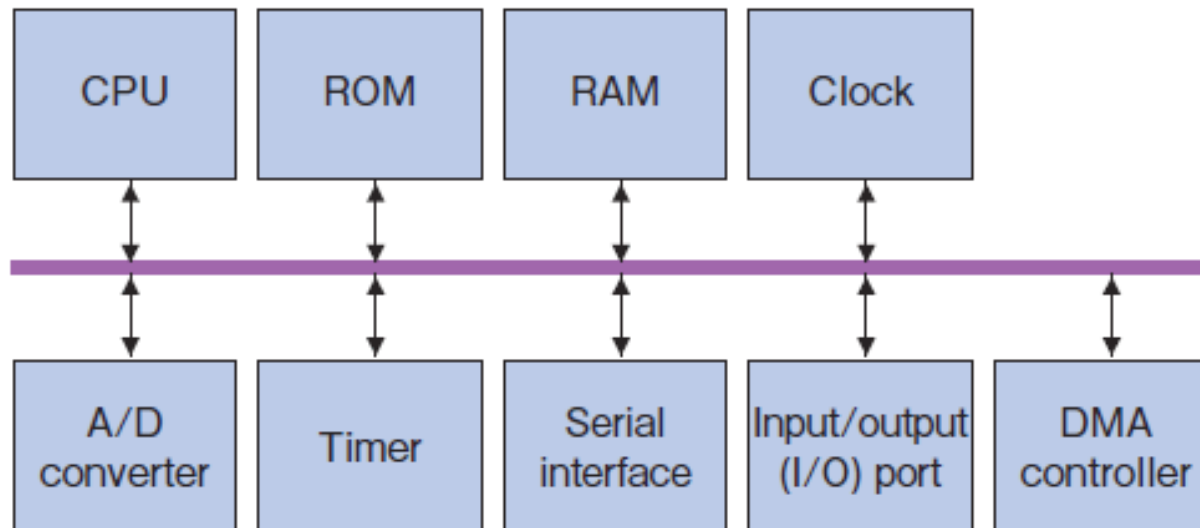 CPU
ROM
RAM
Clock
A/D
converter
Timer
Serial
interface
Input/output
(I/O) port
DMA
controller